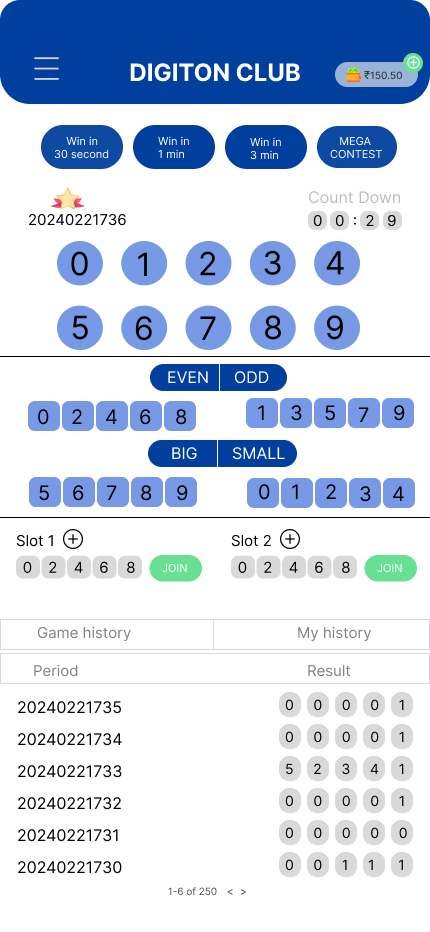 DIGITON CLUB
₹150.50
Win in
30 second
Win in
1 min
Win in
3 min
MEGA
CONTEST
20240221736
Count Down
0 0 : 2 9
0 1 2 3 4
5 6 7 8 9
EVEN ODD
0 2 4 6 8 1 3 5 7 9
BIG SMALL
5 6 7 8 9 0 1 2 3 4
Slot 1 Slot 2
0 2 4 6 8 JOIN 0 2 4 6 8 JOIN
Game history My history
Period Result
20240221735 0 0 0 0 1
20240221734 0 0 0 0 1
20240221733 5 2 3 4 1
20240221732 0 0 0 0 1
20240221731 0 0 0 0 0
20240221730 0 0 1 1 1
1-6 of 250 < >